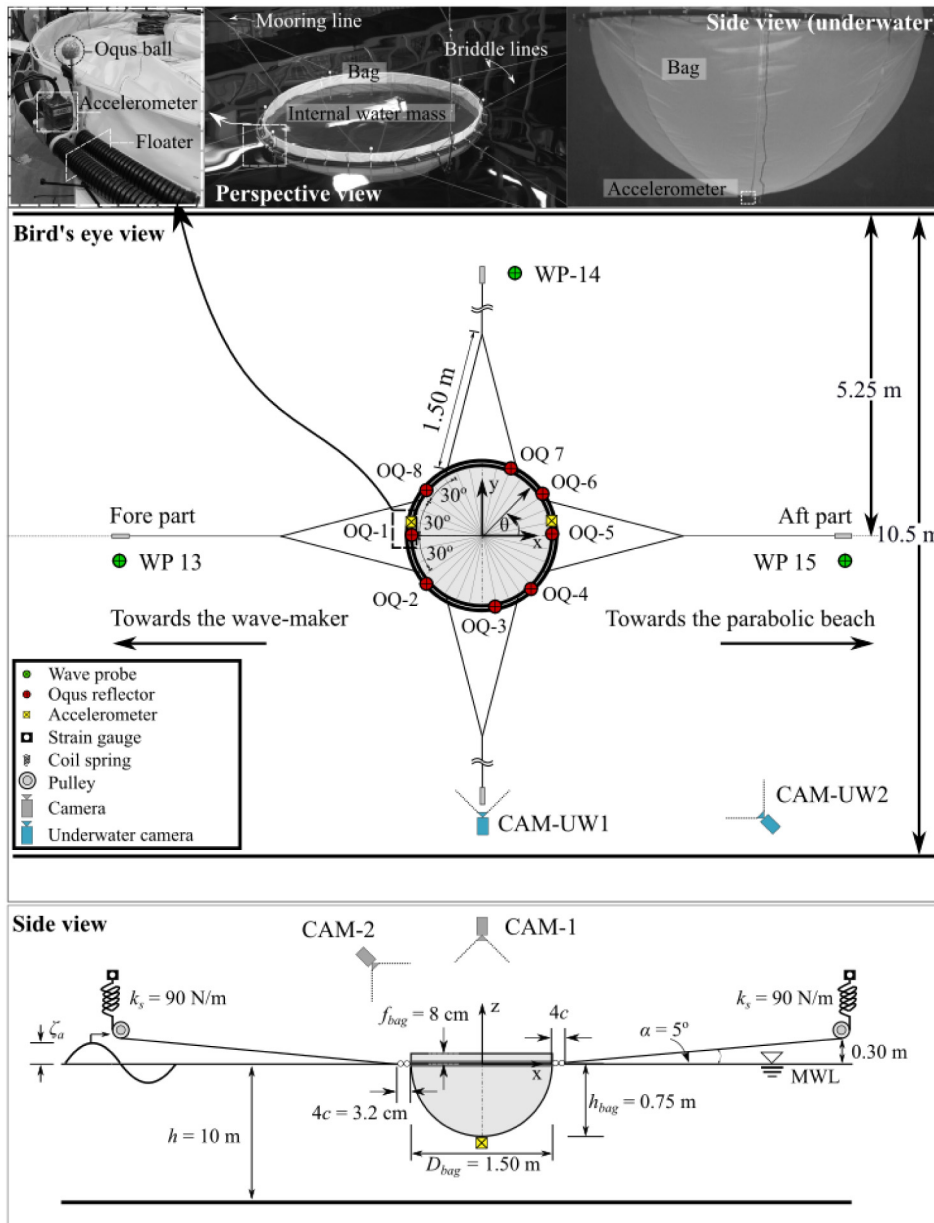 Oqus ball
Accelerometer
Floater
Mooring line
Bag
Briddle lines
Internal water mass
Perspective view
Side view (underwater
Bag
Accelerometer
Bird's eye view
WP-14
5.25 m
1.50 m
OQ 7
OQ-8
OQ-6
30°
y
Fore part
30°
θ
Aft part
OQ-1
x
OQ-5
10.5 m
30°
WP 13
WP 15
OQ-2
OQ-4
OQ-3
Towards the wave-maker
Towards the parabolic beach
Wave probe
Oqus reflector
Accelerometer
Strain gauge
Coil spring
Pulley
Camera
Underwater camera
CAM-UW1
CAM-UW2
Side view
CAM-2
CAM-1
kₛ = 90 N/m
z
kₛ = 90 N/m
f_bag = 8 cm
4c
ζₐ
α = 5°
0.30 m
x
MWL
4c = 3.2 cm
h_bag = 0.75 m
h = 10 m
D_bag = 1.50 m